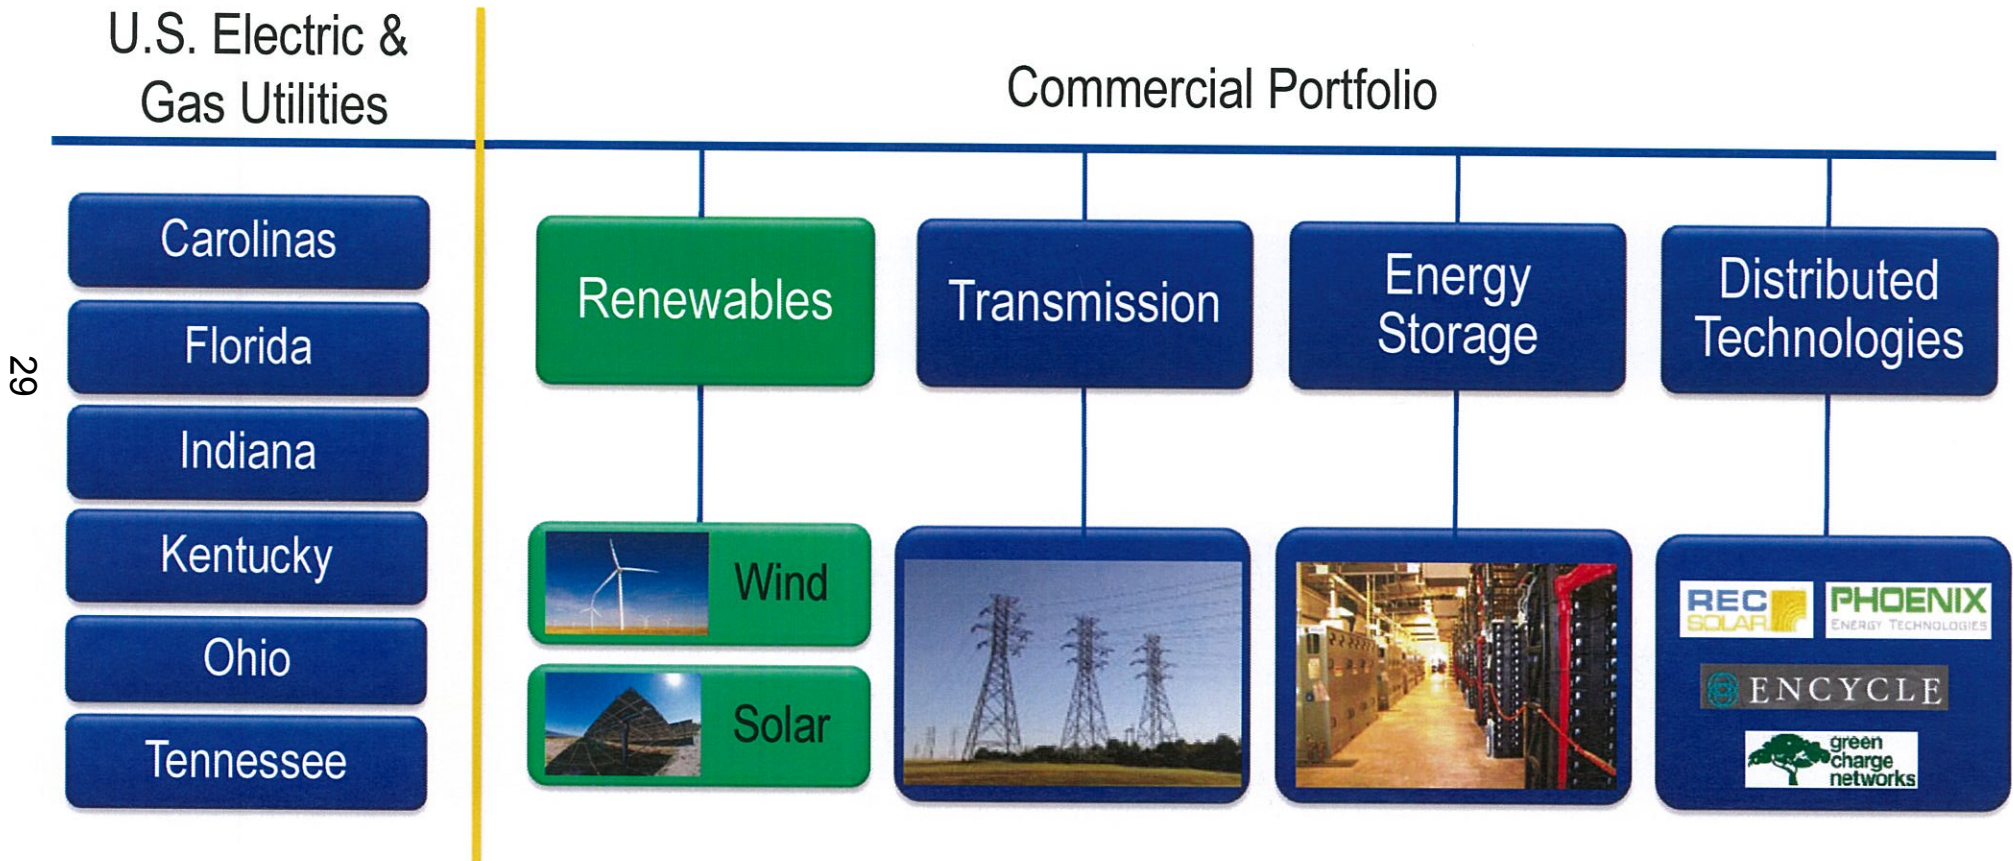 U.S. Electric &
Gas Utilities
Commercial Portfolio
Carolinas
Florida
Indiana
Kentucky
Ohio
Tennessee
29
Renewables
Transmission
Energy
Storage
Distributed
Technologies
Wind
Solar
REC
SOLAR
PHOENIX
ENERGY TECHNOLOGIES
ENCYCLE
green
charge
networks